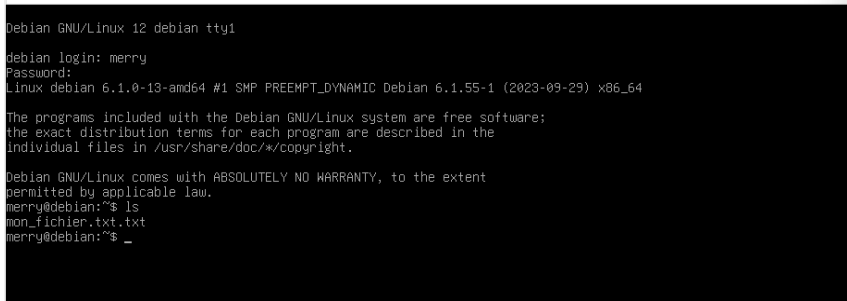 Debian GNU/Linux 12 debian tty1
debian login: merry
Password:
Linux debian 6.1.0-13-amd64 #1 SMP PREEMPT_DYNAMIC Debian 6.1.55-1 (2023-09-29) x86_64
The programs included with the Debian GNU/Linux system are free software;
the exact distribution terms for each program are described in the
individual files in /usr/share/doc/*/copyright.
Debian GNU/Linux comes with ABSOLUTELY NO WARRANTY, to the extent
permitted by applicable law.
merry@debian:~$ ls
mon_fichier.txt.txt
merry@debian:~$ _